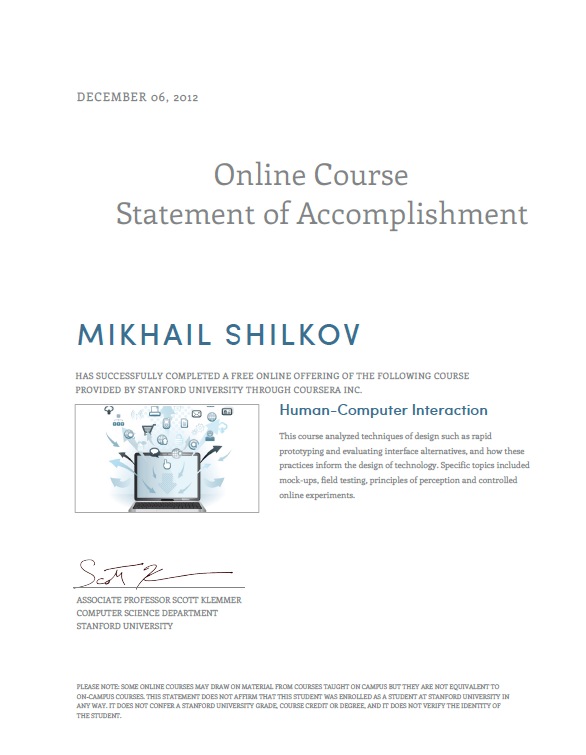 DECEMBER 06, 2012
Online Course
Statement of Accomplishment
MIKHAIL SHILKOV
HAS SUCCESSFULLY COMPLETED A FREE ONLINE OFFERING OF THE FOLLOWING COURSE
PROVIDED BY STANFORD UNIVERSITY THROUGH COURSERA INC.
Human-Computer Interaction
This course analyzed techniques of design such as rapid
prototyping and evaluating interface alternatives, and how these
practices inform the design of technology. Specific topics included
mock-ups, field testing, principles of perception and controlled
online experiments.
Scott K
ASSOCIATE PROFESSOR SCOTT KLEMMER
COMPUTER SCIENCE DEPARTMENT
STANFORD UNIVERSITY
PLEASE NOTE: SOME ONLINE COURSES MAY DRAW ON MATERIAL FROM COURSES TAUGHT ON CAMPUS BUT THEY ARE NOT EQUIVALENT TO
ON-CAMPUS COURSES. THIS STATEMENT DOES NOT AFFIRM THAT THIS STUDENT WAS ENROLLED AS A STUDENT AT STANFORD UNIVERSITY IN
ANY WAY. IT DOES NOT CONFER A STANFORD UNIVERSITY GRADE, COURSE CREDIT OR DEGREE, AND IT DOES NOT VERIFY THE IDENTITY OF
THE STUDENT.